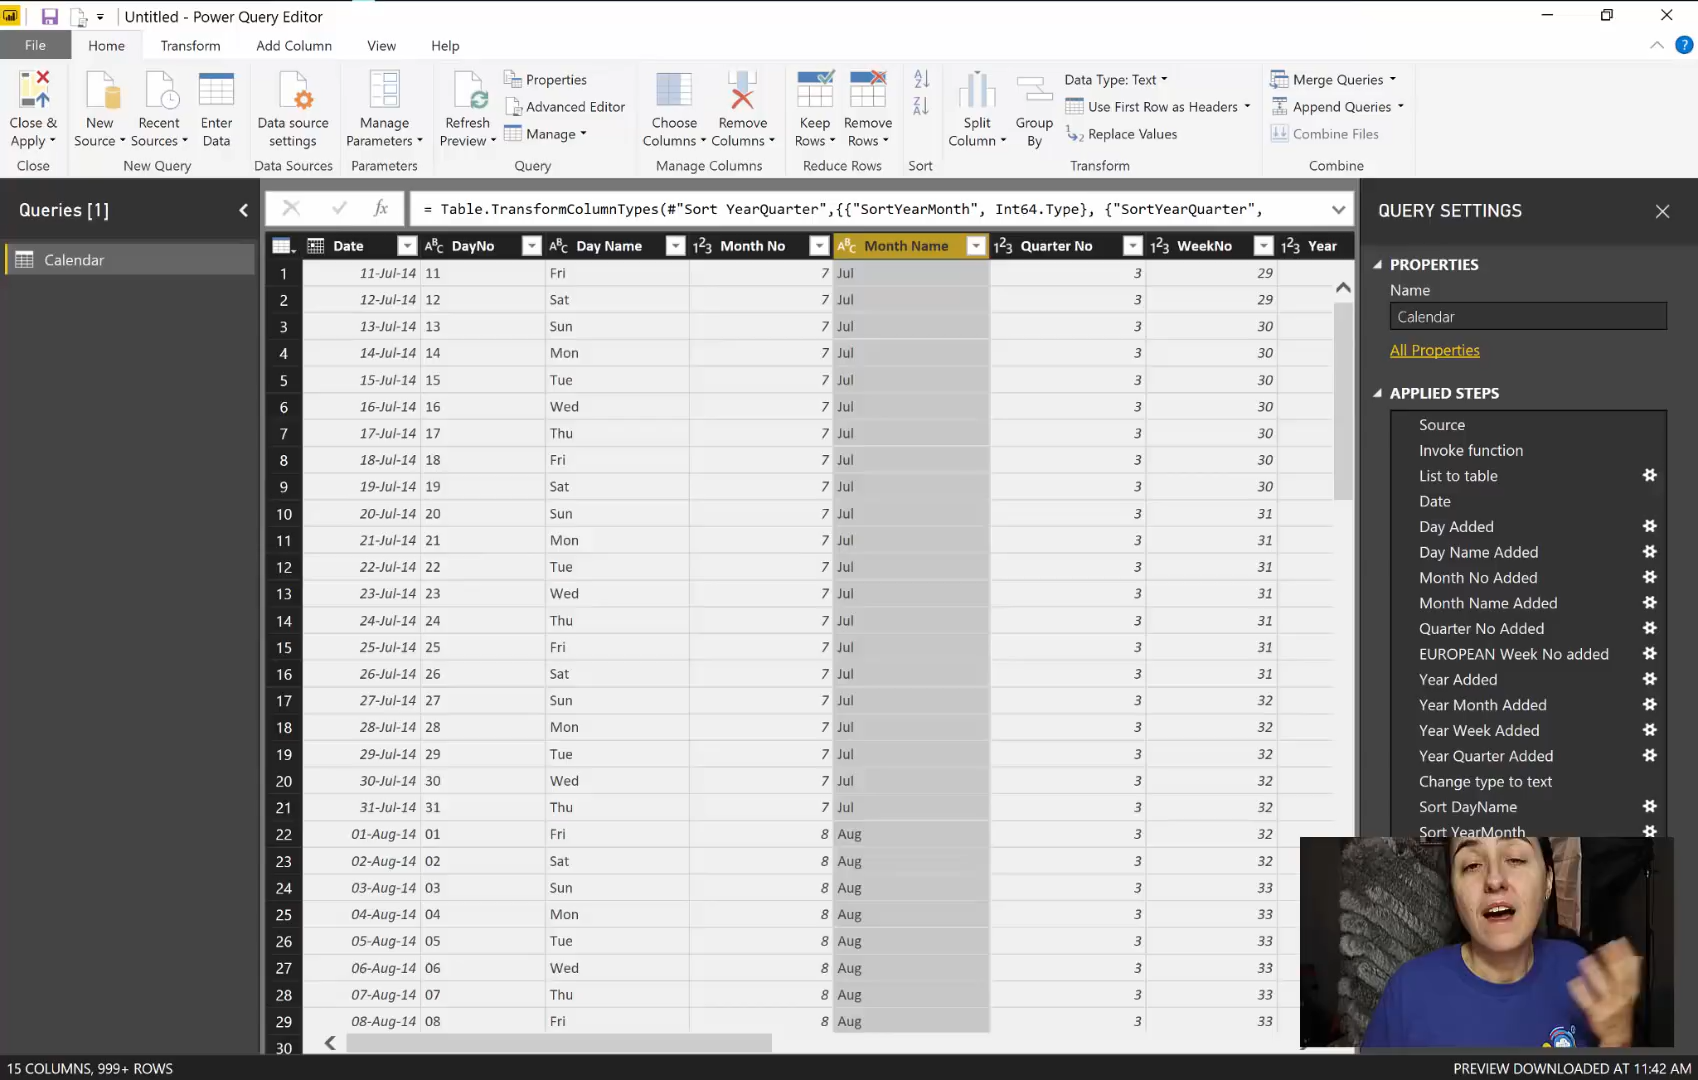 Untitled - Power Query Editor
File Home Transform Add Column View Help
Close & Apply
New Source
Recent Sources
Enter Data
Data source settings
Manage Parameters
Refresh Preview
Properties
Advanced Editor
Manage
Choose Columns
Remove Columns
Keep Rows
Remove Rows
Split Column
Group By
Data Type: Text
Use First Row as Headers
Replace Values
Merge Queries
Append Queries
Combine Files
Close New Query Data Sources Parameters Query Manage Columns Reduce Rows Sort Transform Combine
Queries [1]
Calendar
fx = Table.TransformColumnTypes(#"Sort YearQuarter",{{"SortYearMonth", Int64.Type}, {"SortYearQuarter",
Date ABC DayNo ABC Day Name 123 Month No ABC Month Name 123 Quarter No 123 WeekNo 123 Year
1 11-Jul-14 11 Fri 7 Jul 3 29
2 12-Jul-14 12 Sat 7 Jul 3 29
3 13-Jul-14 13 Sun 7 Jul 3 30
4 14-Jul-14 14 Mon 7 Jul 3 30
5 15-Jul-14 15 Tue 7 Jul 3 30
6 16-Jul-14 16 Wed 7 Jul 3 30
7 17-Jul-14 17 Thu 7 Jul 3 30
8 18-Jul-14 18 Fri 7 Jul 3 30
9 19-Jul-14 19 Sat 7 Jul 3 30
10 20-Jul-14 20 Sun 7 Jul 3 31
11 21-Jul-14 21 Mon 7 Jul 3 31
12 22-Jul-14 22 Tue 7 Jul 3 31
13 23-Jul-14 23 Wed 7 Jul 3 31
14 24-Jul-14 24 Thu 7 Jul 3 31
15 25-Jul-14 25 Fri 7 Jul 3 31
16 26-Jul-14 26 Sat 7 Jul 3 31
17 27-Jul-14 27 Sun 7 Jul 3 32
18 28-Jul-14 28 Mon 7 Jul 3 32
19 29-Jul-14 29 Tue 7 Jul 3 32
20 30-Jul-14 30 Wed 7 Jul 3 32
21 31-Jul-14 31 Thu 7 Jul 3 32
22 01-Aug-14 01 Fri 8 Aug 3 32
23 02-Aug-14 02 Sat 8 Aug 3 32
24 03-Aug-14 03 Sun 8 Aug 3 33
25 04-Aug-14 04 Mon 8 Aug 3 33
26 05-Aug-14 05 Tue 8 Aug 3 33
27 06-Aug-14 06 Wed 8 Aug 3 33
28 07-Aug-14 07 Thu 8 Aug 3 33
29 08-Aug-14 08 Fri 8 Aug 3 33
30
QUERY SETTINGS
PROPERTIES
Name
Calendar
All Properties
APPLIED STEPS
Source
Invoke function
List to table
Date
Day Added
Day Name Added
Month No Added
Month Name Added
Quarter No Added
EUROPEAN Week No added
Year Added
Year Month Added
Year Week Added
Year Quarter Added
Change type to text
Sort DayName
Sort YearMonth
15 COLUMNS, 999+ ROWS
PREVIEW DOWNLOADED AT 11:42 AM